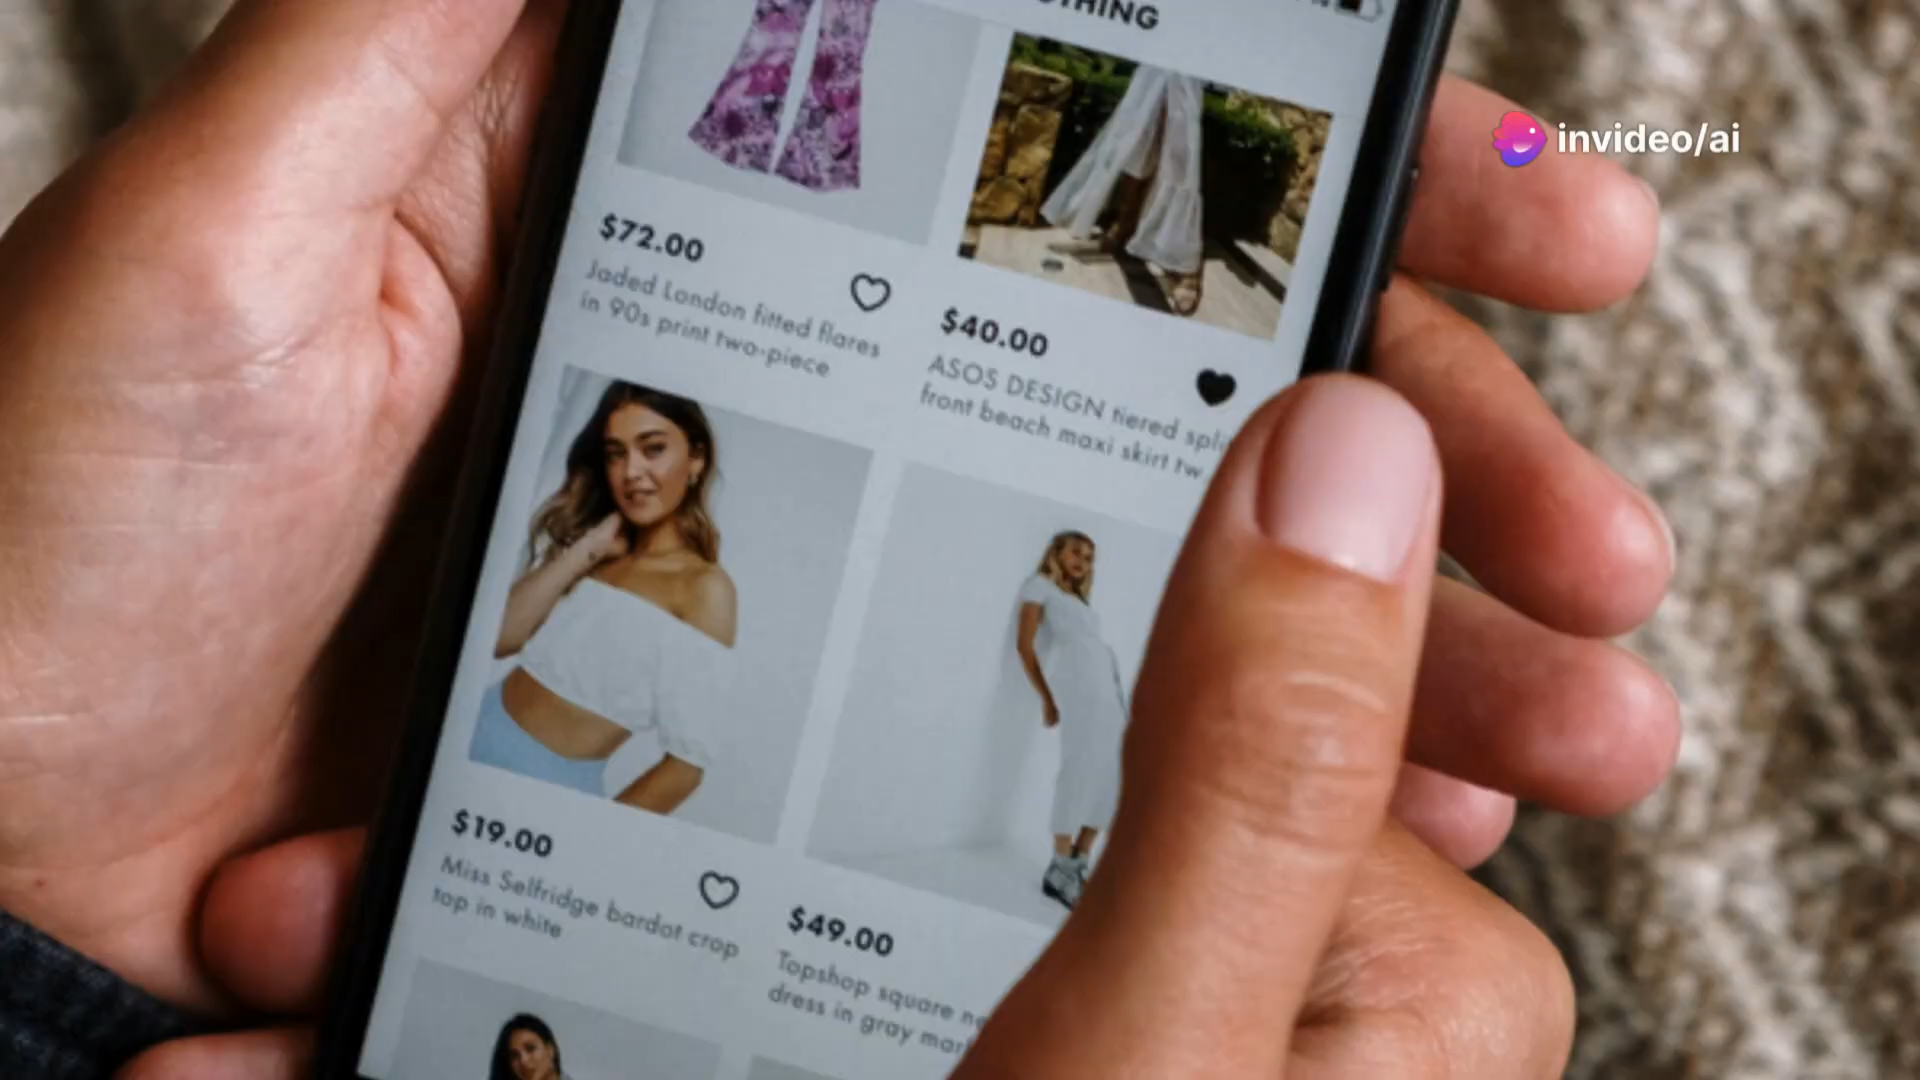 invideo/ai
$72.00
Jaded London fitted flares
in 90s print two-piece
$40.00
ASOS DESIGN tiered
front beach maxi skirt
$19.00
Miss Selfridge bardot crop
top in white
$49.00
Topshop square
dress in gray